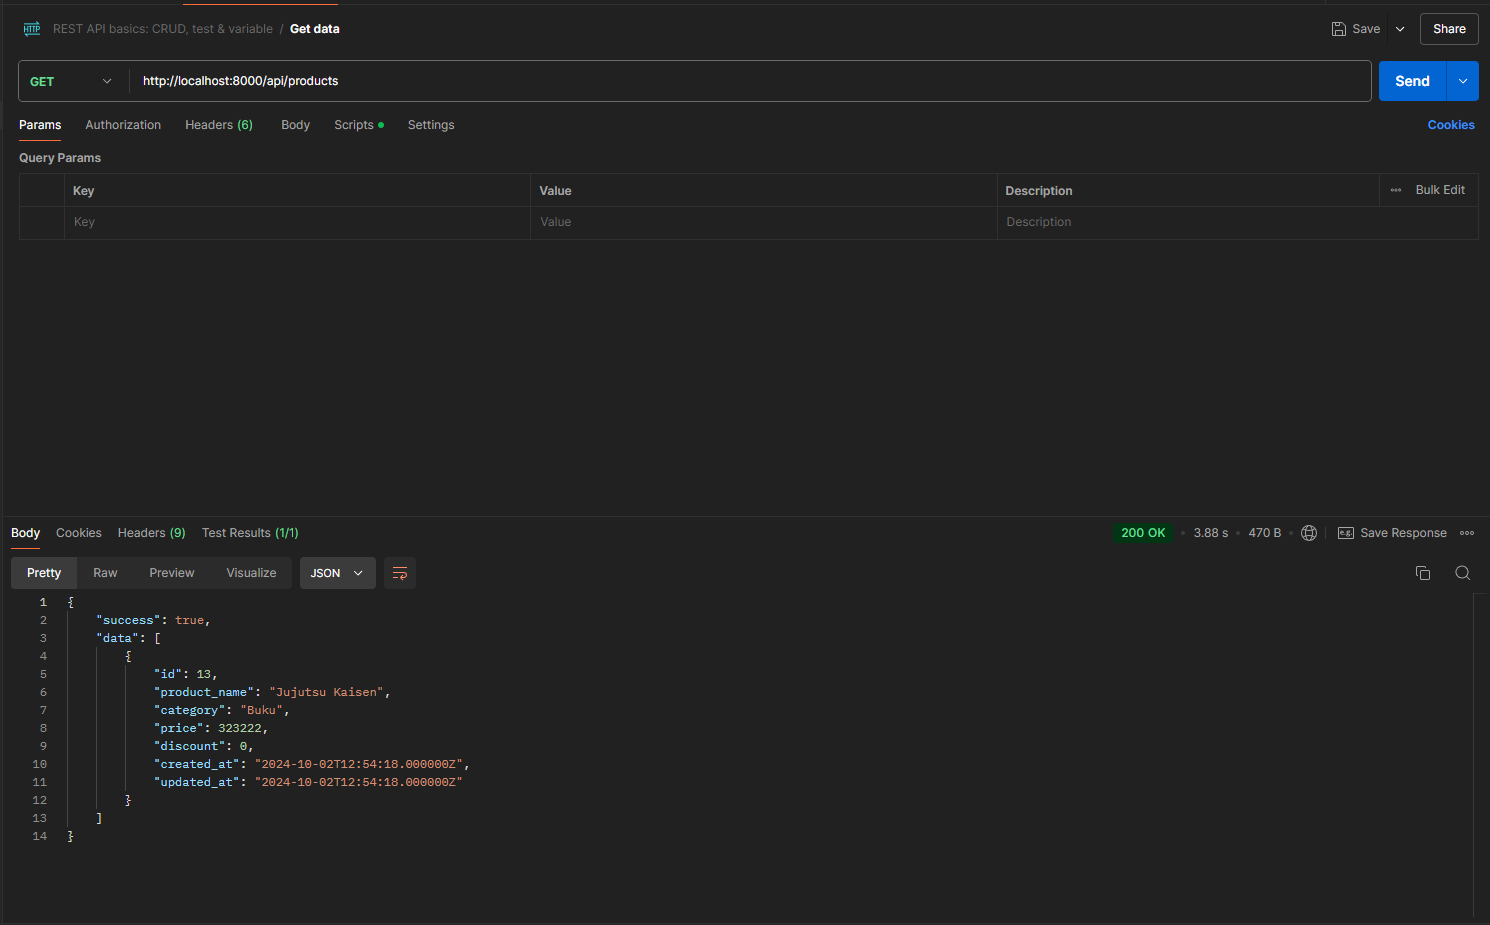 HTTP REST API basics: CRUD, test & variable / Get data Save Share
GET http://localhost:8000/api/products Send
Params Authorization Headers (6) Body Scripts Settings Cookies
Query Params
Key Value Description Bulk Edit
Key Value Description
Body Cookies Headers (9) Test Results (1/1) 200 OK 3.88 s 470 B e.g. Save Response
Pretty Raw Preview Visualize JSON
1 {
2 "success": true,
3 "data": [
4 {
5 "id": 13,
6 "product_name": "Jujutsu Kaisen",
7 "category": "Buku",
8 "price": 323222,
9 "discount": 0,
10 "created_at": "2024-10-02T12:54:18.000000Z",
11 "updated_at": "2024-10-02T12:54:18.000000Z"
12 }
13 ]
14 }